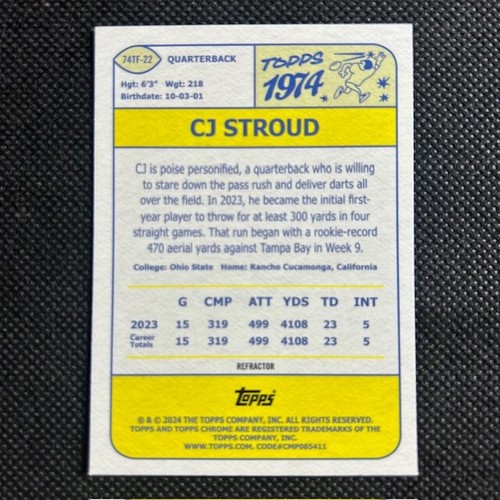 74TF-22 QUARTERBACK
Hgt: 6'3" Wgt: 218
Birthdate: 10-03-01
TOPPS
1974
CJ STROUD
CJ is poise personified, a quarterback who is willing
to stare down the pass rush and deliver darts all
over the field. In 2023, he became the initial first-
year player to throw for at least 300 yards in four
straight games. That run began with a rookie-record
470 aerial yards against Tampa Bay in Week 9.
College: Ohio State Home: Rancho Cucamonga, California
G CMP ATT YDS TD INT
2023 15 319 499 4108 23 5
Career
Totals 15 319 499 4108 23 5
REFRACTOR
topps
® & © 2024 THE TOPPS COMPANY, INC. ALL RIGHTS RESERVED.
TOPPS AND TOPPS CHROME ARE REGISTERED TRADEMARKS OF THE
TOPPS COMPANY, INC.
WWW.TOPPS.COM. CODE#CMP085411